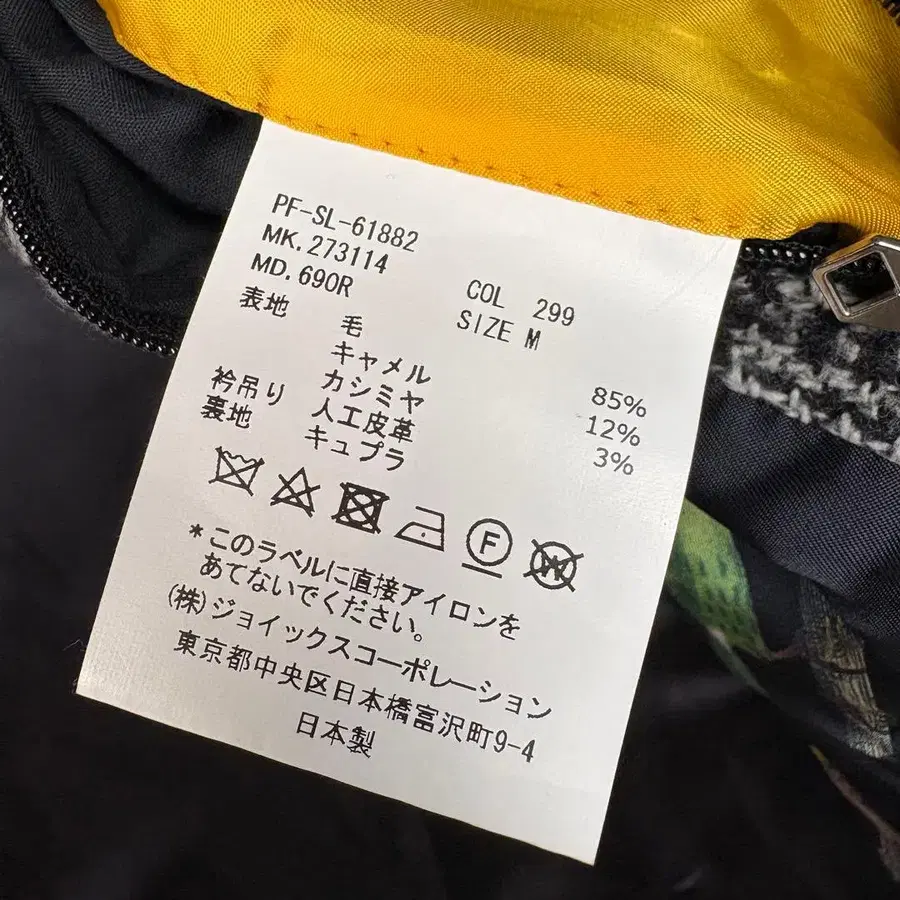 PF-SL-61882
MK. 273114
MD. 690R
COL 299
SIZE M
表地 毛 85%
キャメル 12%
カシミヤ 3%
衿吊り 人工皮革
裏地 キュプラ
F
W
*このラベルに直接アイロンを
あてないでください。
(株)ジョイックスコーポレーション
東京都中央区日本橋富沢町9-4
日本製